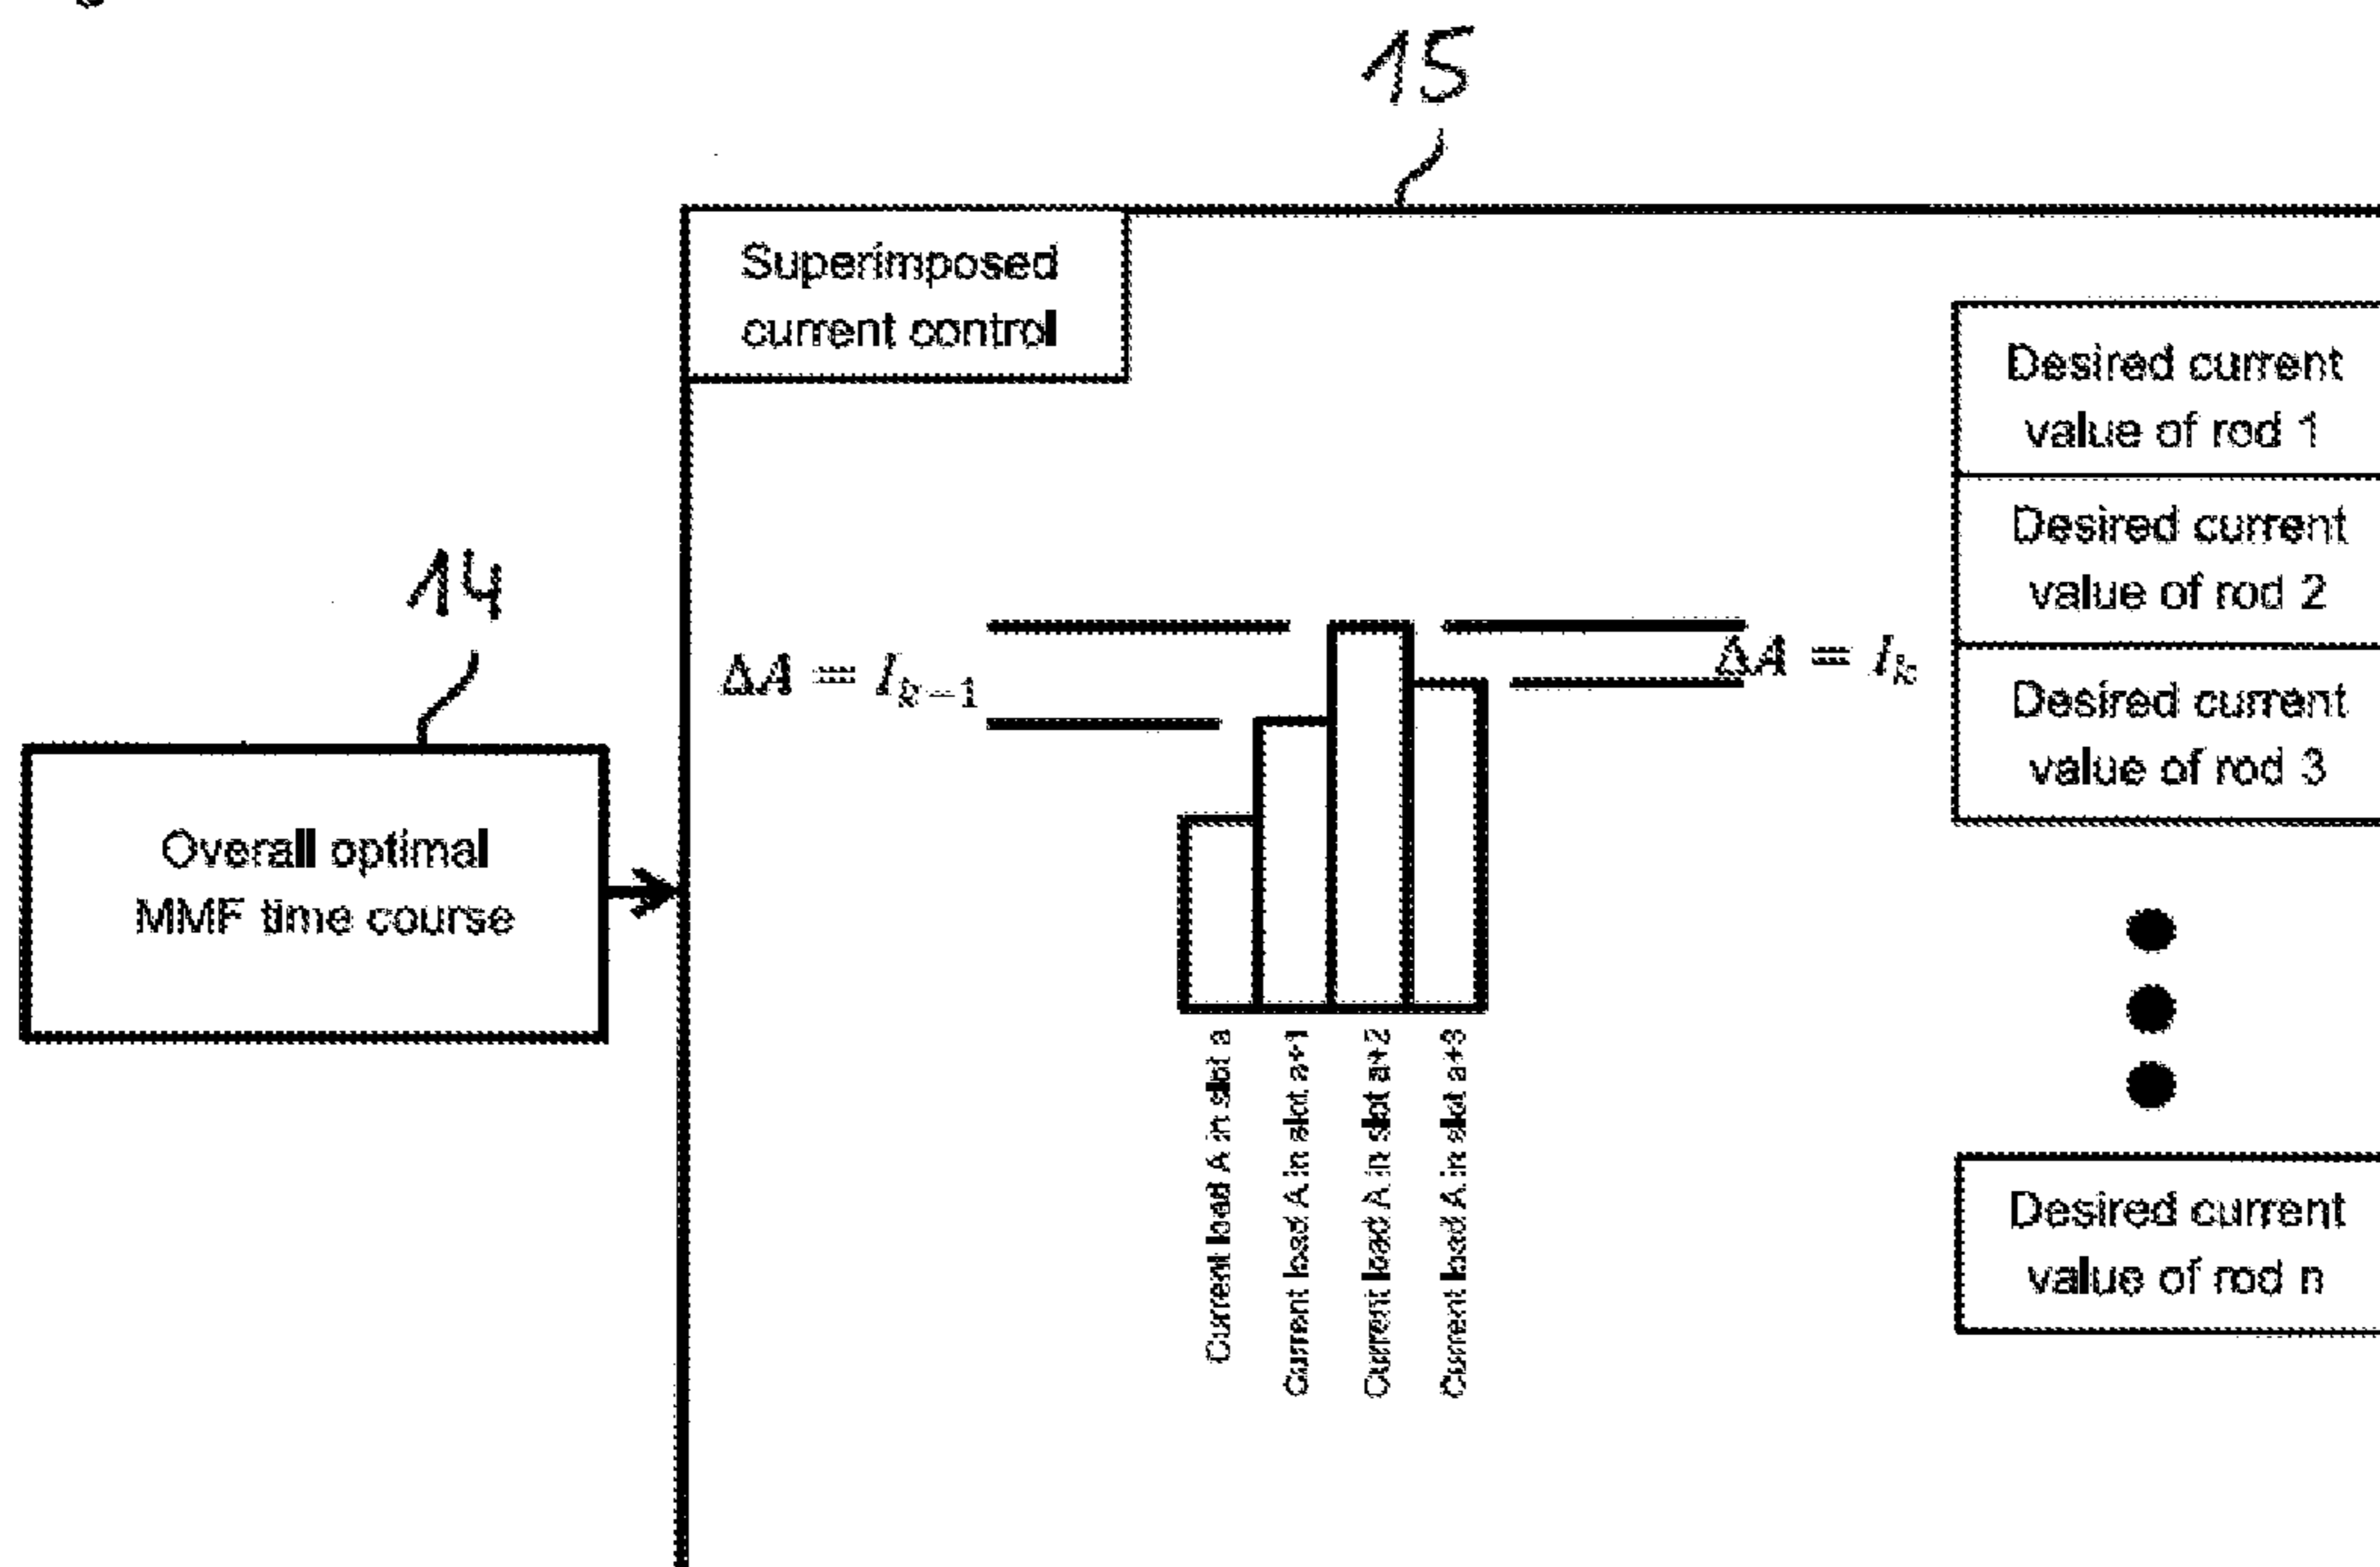 15
Superimposed
current control
Desired current
value of rod 1
Desired current
value of rod 2
14
ΔA = I_{k-1}
ΔA = I_k
Desired current
value of rod 3
Overall optimal
MMF time course
Current load A in slot a
Current load A in slot a+1
Current load A in slot a+2
Current load A in slot a+3
Desired current
value of rod n